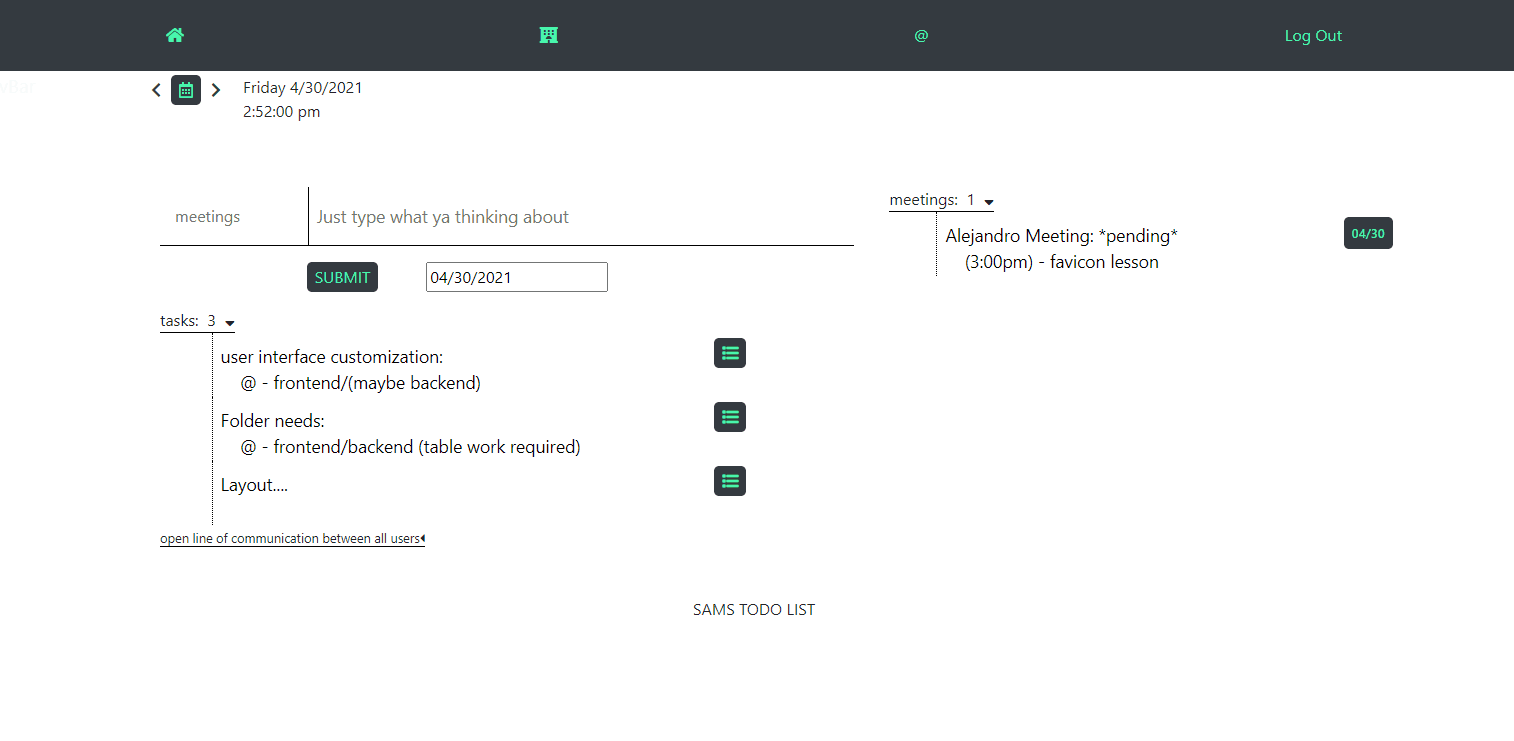 @
Log Out
Friday 4/30/2021
2:52:00 pm
meetings
Just type what ya thinking about
SUBMIT
04/30/2021
tasks: 3
user interface customization:
@ - frontend/(maybe backend)
Folder needs:
@ - frontend/backend (table work required)
Layout....
open line of communication between all users
meetings: 1
Alejandro Meeting: *pending*
04/30
(3:00pm) - favicon lesson
SAMS TODO LIST